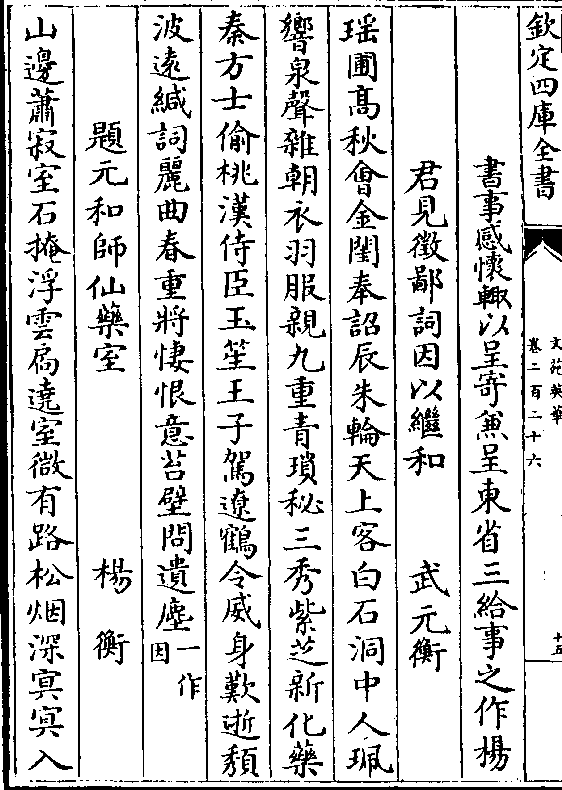 欽定四庫全書
文苑英華
卷二百二十六
十五
書事感懷輙以呈寄兼呈東省三給事之作楊
君見徵鄙詞因以繼和 武元衡
瑶圃髙秋會金閨奉詔辰朱輪天上客白石洞中人珮
響泉聲雜朝衣羽服親九重青瑣秘三秀紫芝新化藥
秦方士偷桃漢侍臣玉笙王子駕遼鶴令威身歎逝頽
波逺緘詞麗曲春重將悽恨意苔壁問遺塵一作因
題元和師仙藥室 楊衡
山邊蕭寂室石掩浮雲扃遶室微有路松烟深㝠㝠入